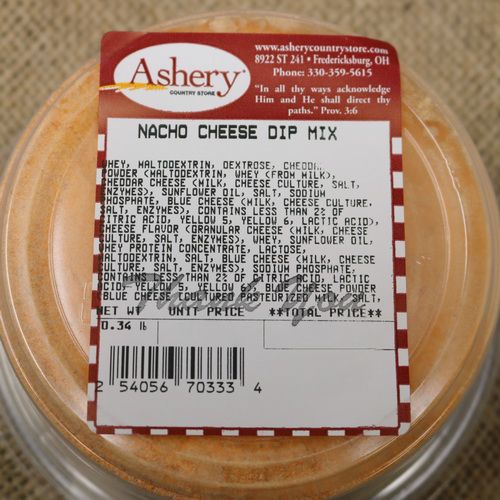 www.asherycountrystore.com
8922 ST 241 • Fredericksburg, OH
Phone: 330-359-5615
"In all thy ways acknowledge
Him and He shall direct thy
paths." Prov. 3:6
Ashery
COUNTRY STORE
NACHO CHEESE DIP MIX
WHEY, MALTODEXTRIN, DEXTROSE, CHEDDA
POWDER (MALTODEXTRIN, WHEY (FROM MILK),
CHEDDAR CHEESE (MILK, CHEESE CULTURE, SALT,
ENZYMES), SUNFLOWER OIL, SALT, SODIUM
PHOSPHATE, BLUE CHEESE (MILK, CHEESE CULTURE,
SALT, ENZYMES), CONTAINS LESS THAN 2% OF
CITRIC ACID, YELLOW 5, YELLOW 6, LACTIC ACID),
CHEESE FLAVOR (GRANULAR CHEESE (MILK, CHEESE
CULTURE, SALT, ENZYMES), WHEY, SUNFLOWER OIL,
WHEY PROTEIN CONCENTRATE, LACTOSE,
MALTODEXTRIN, SALT, BLUE CHEESE (MILK, CHEESE
CULTURE, SALT, ENZYMES), SODIUM PHOSPHATE,
CONTAINS LESS THAN 2% OF CITRIC ACID, LACTIC
ACID, YELLOW 5, YELLOW 6), BLUE CHEESE POWDER
(BLUE CHEESE (CULTURED PASTEURIZED MILK, SALT,
Thank You
NET WT UNIT PRICE **TOTAL PRICE**
0.34 lb
2 54056 70333 4